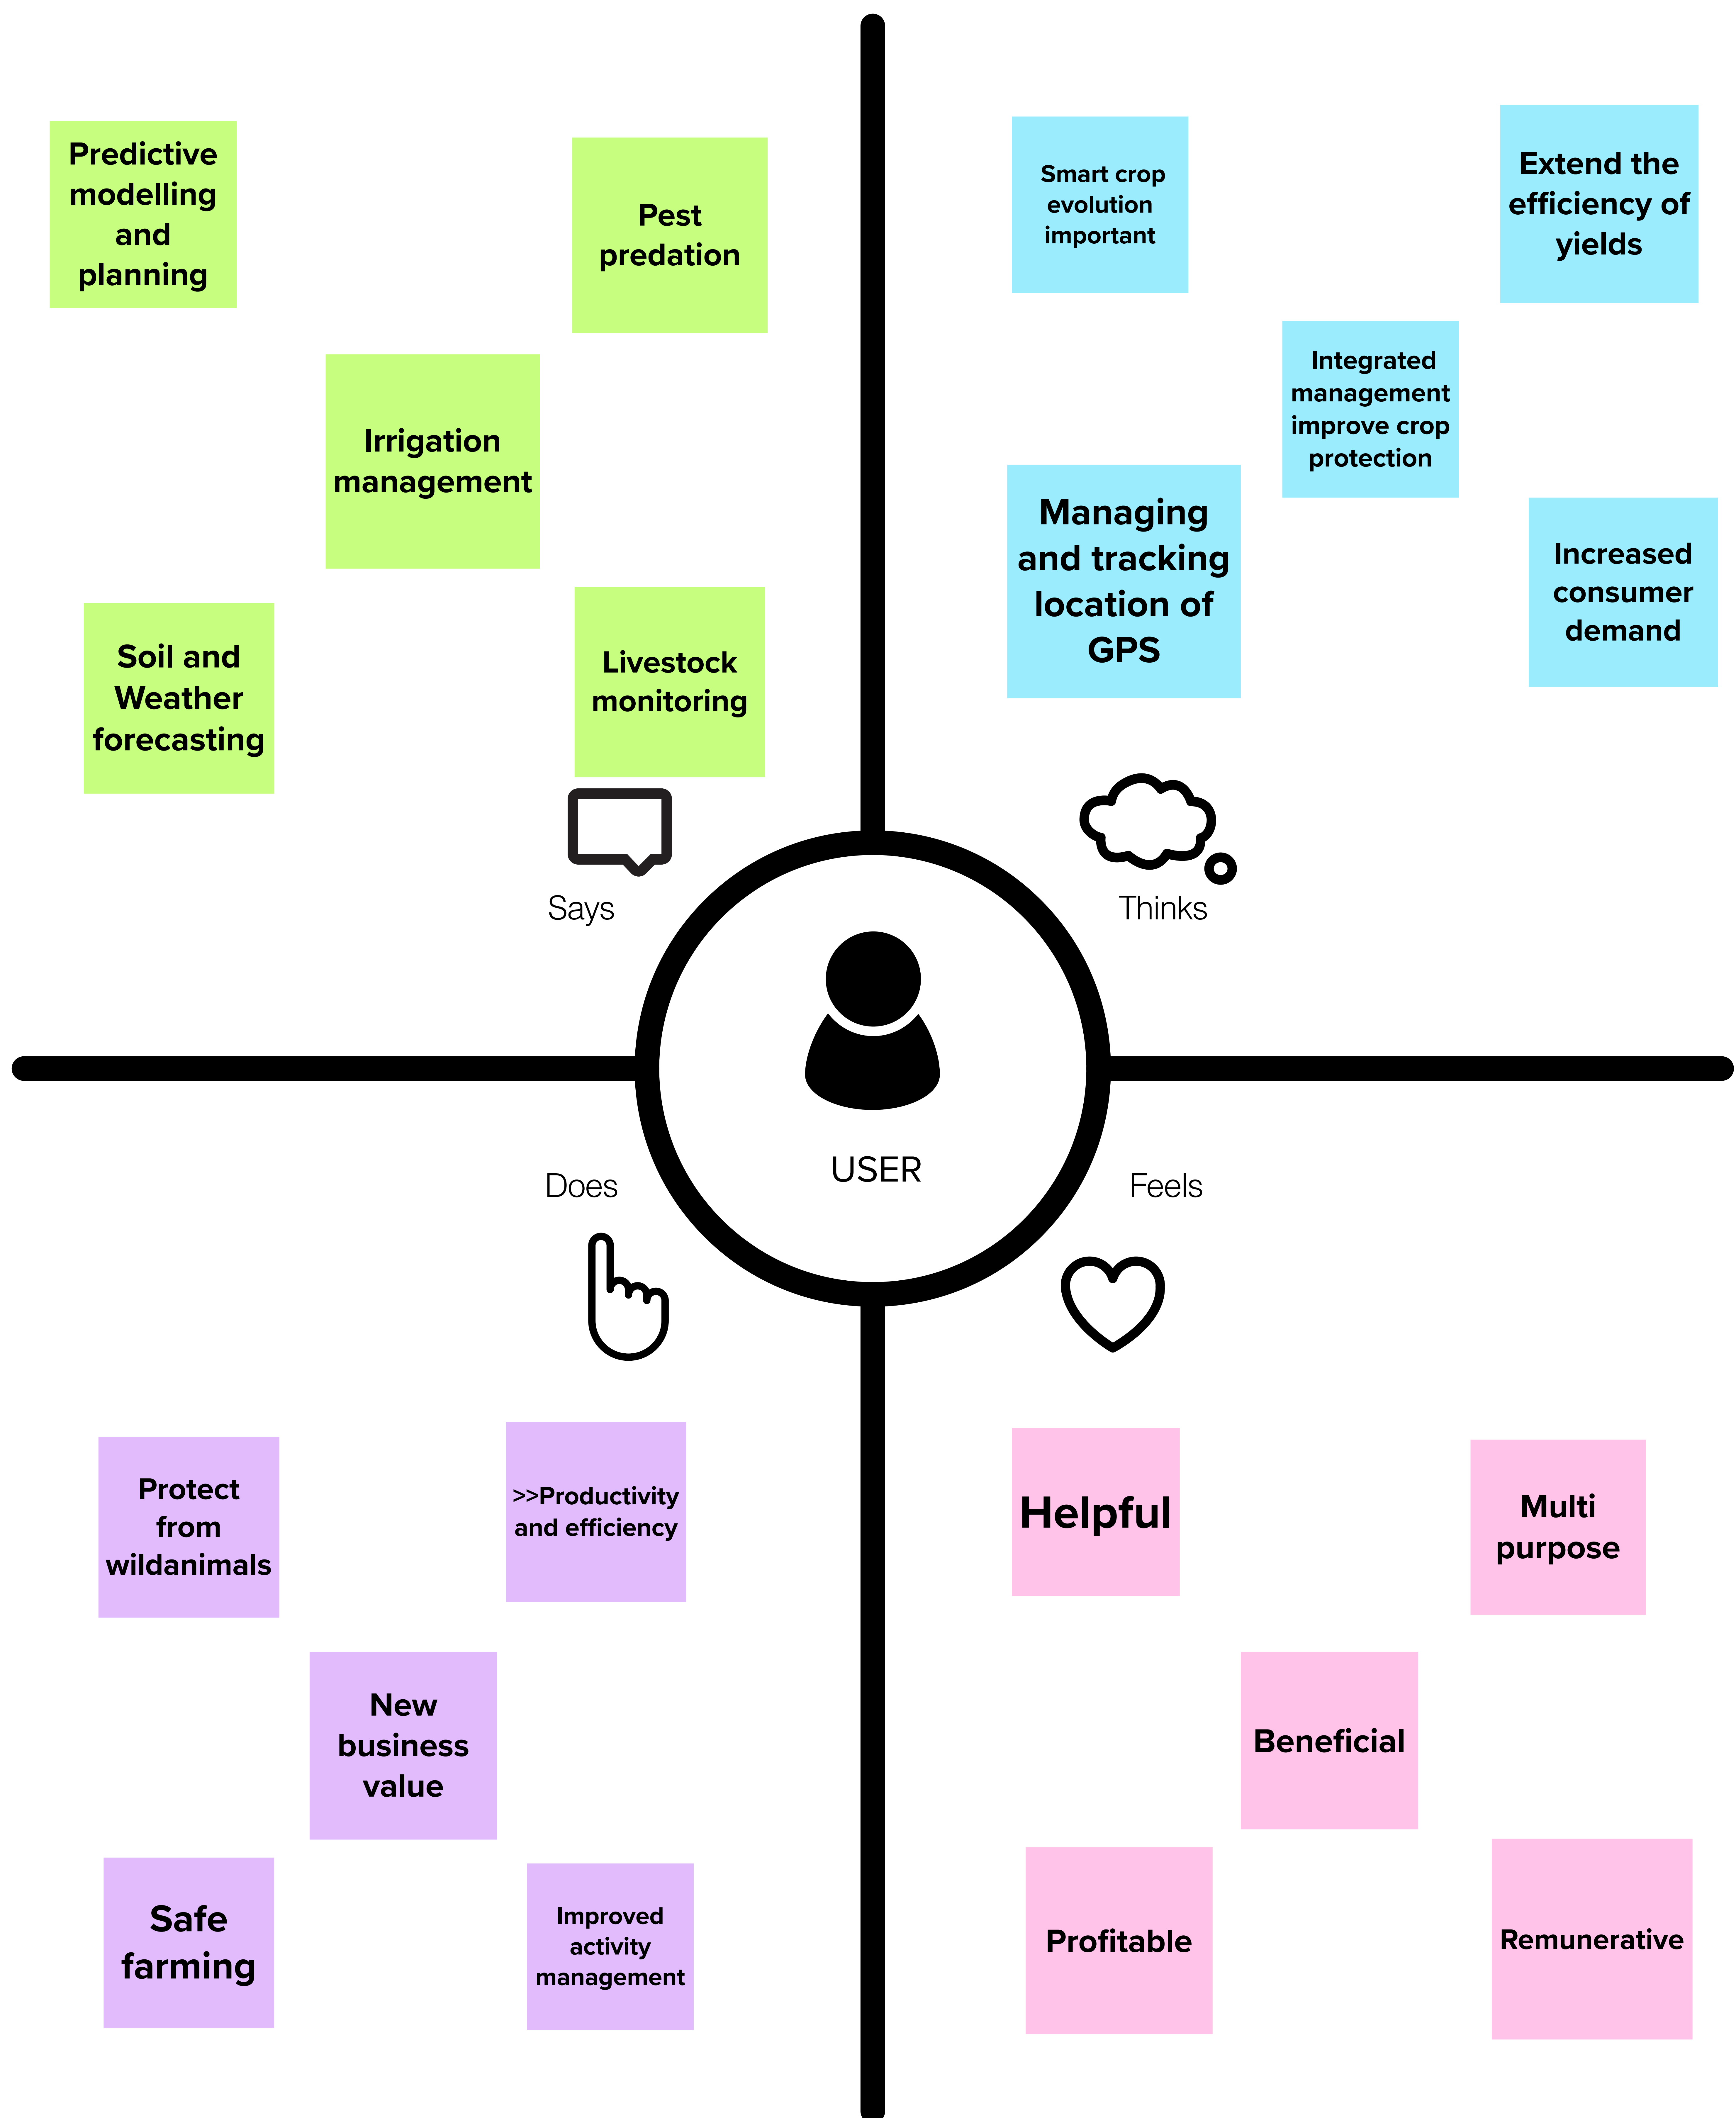 Predictive
modelling
and
planning
Pest
predation
Irrigation
management
Soil and
Weather
forecasting
Livestock
monitoring
Says
Smart crop
evolution
important
Extend the
efficiency of
yields
Integrated
management
improve crop
protection
Managing
and tracking
location of
GPS
Increased
consumer
demand
Thinks
USER
Does
Protect
from
wildanimals
>>Productivity
and efficiency
New
business
value
Safe
farming
Improved
activity
management
Feels
Helpful
Multi
purpose
Beneficial
Profitable
Remunerative